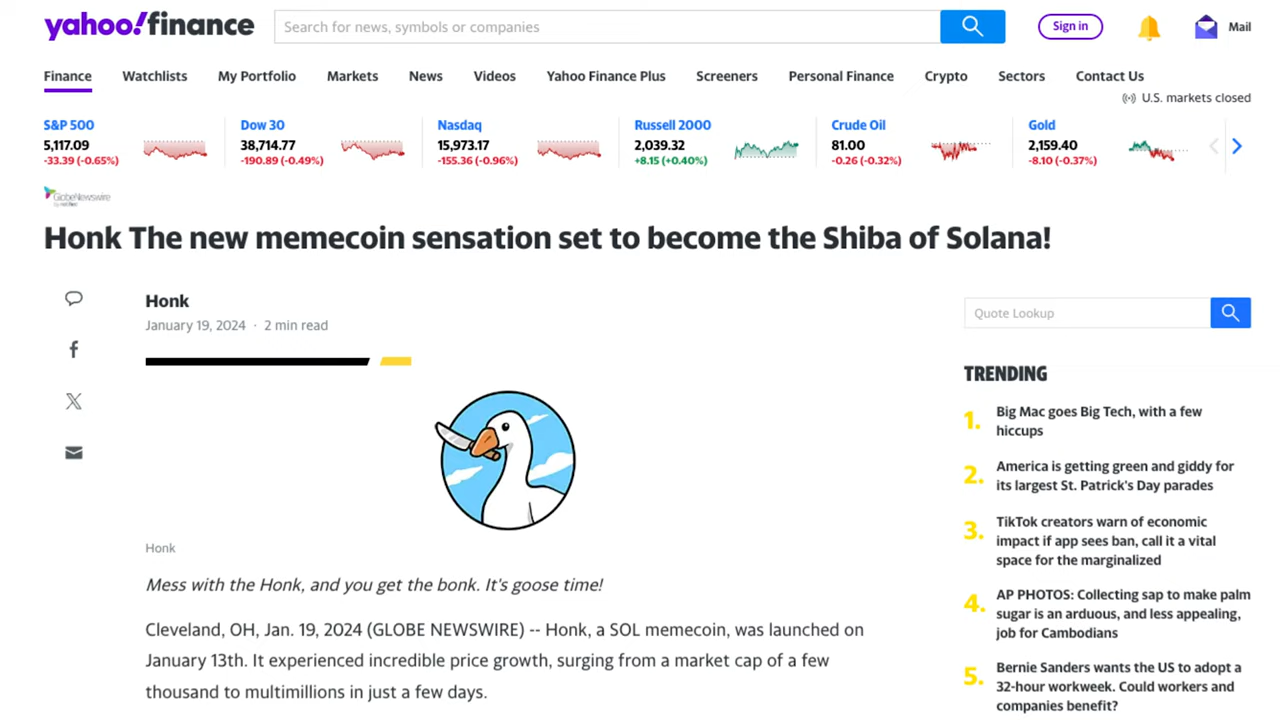 yahoo!finance
Search for news, symbols or companies
Sign in
Mail
Finance Watchlists My Portfolio Markets News Videos Yahoo Finance Plus Screeners Personal Finance Crypto Sectors Contact Us
U.S. markets closed
S&P 500
5,117.09
-33.39 (-0.65%)
Dow 30
38,714.77
-190.89 (-0.49%)
Nasdaq
15,973.17
-155.36 (-0.96%)
Russell 2000
2,039.32
+8.15 (+0.40%)
Crude Oil
81.00
-0.26 (-0.32%)
Gold
2,159.40
-8.10 (-0.37%)
GlobeNewswire
Honk The new memecoin sensation set to become the Shiba of Solana!
Honk
January 19, 2024 · 2 min read
Honk
Mess with the Honk, and you get the bonk. It's goose time!
Cleveland, OH, Jan. 19, 2024 (GLOBE NEWSWIRE) -- Honk, a SOL memecoin, was launched on
January 13th. It experienced incredible price growth, surging from a market cap of a few
thousand to multimillions in just a few days.
Quote Lookup
TRENDING
1. Big Mac goes Big Tech, with a few
hiccups
2. America is getting green and giddy for
its largest St. Patrick's Day parades
3. TikTok creators warn of economic
impact if app sees ban, call it a vital
space for the marginalized
4. AP PHOTOS: Collecting sap to make palm
sugar is an arduous, and less appealing,
job for Cambodians
5. Bernie Sanders wants the US to adopt a
32-hour workweek. Could workers and
companies benefit?